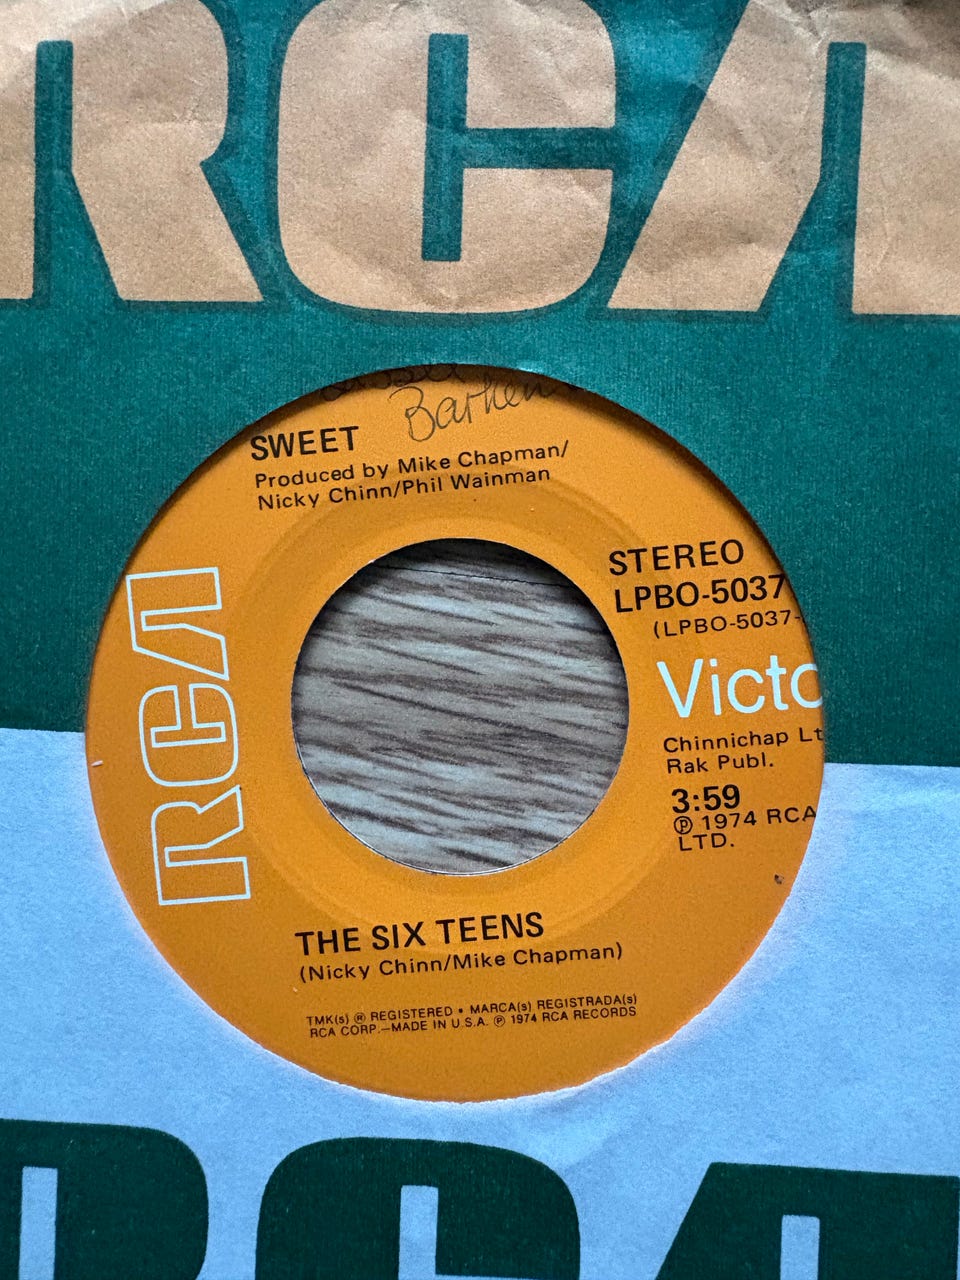 RCA
Barken
SWEET
Produced by Mike Chapman/
Nicky Chinn/Phil Wainman
STEREO
LPBO-5037
(LPBO-5037-
Victo
Chinnichap Lt
Rak Publ.
3:59
℗ 1974 RCA
LTD.
RCA
THE SIX TEENS
(Nicky Chinn/Mike Chapman)
TMK(s) ® REGISTERED • MARCA(s) REGISTRADA(s)
RCA CORP.—MADE IN U.S.A. ℗ 1974 RCA RECORDS
RCA